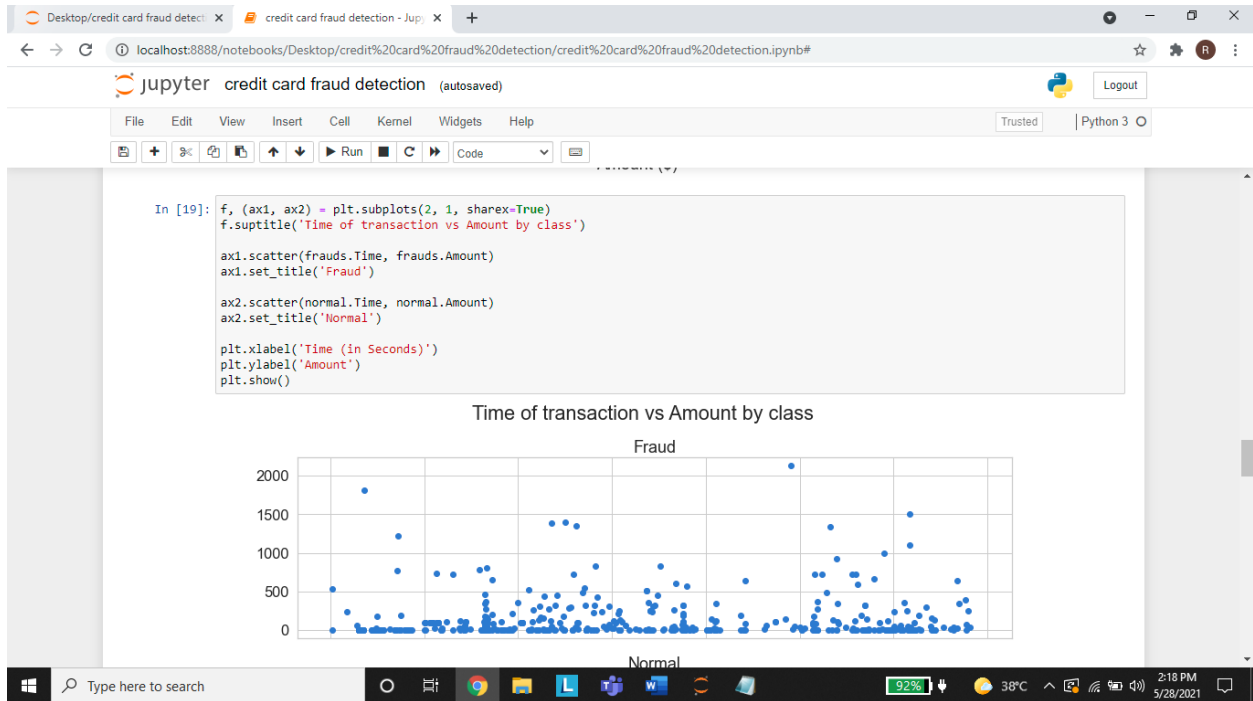 Desktop/credit card fraud detecti
credit card fraud detection - Jupy
localhost:8888/notebooks/Desktop/credit%20card%20fraud%20detection/credit%20card%20fraud%20detection.ipynb#
R
jupyter credit card fraud detection (autosaved)
Logout
File Edit View Insert Cell Kernel Widgets Help
Trusted Python 3
Run Code
In [19]: f, (ax1, ax2) = plt.subplots(2, 1, sharex=True)
f.suptitle('Time of transaction vs Amount by class')
ax1.scatter(frauds.Time, frauds.Amount)
ax1.set_title('Fraud')
ax2.scatter(normal.Time, normal.Amount)
ax2.set_title('Normal')
plt.xlabel('Time (in Seconds)')
plt.ylabel('Amount')
plt.show()
Time of transaction vs Amount by class
Fraud
2000
1500
1000
500
0
Normal
Type here to search
L
W
92%
38°C
2:18 PM
5/28/2021